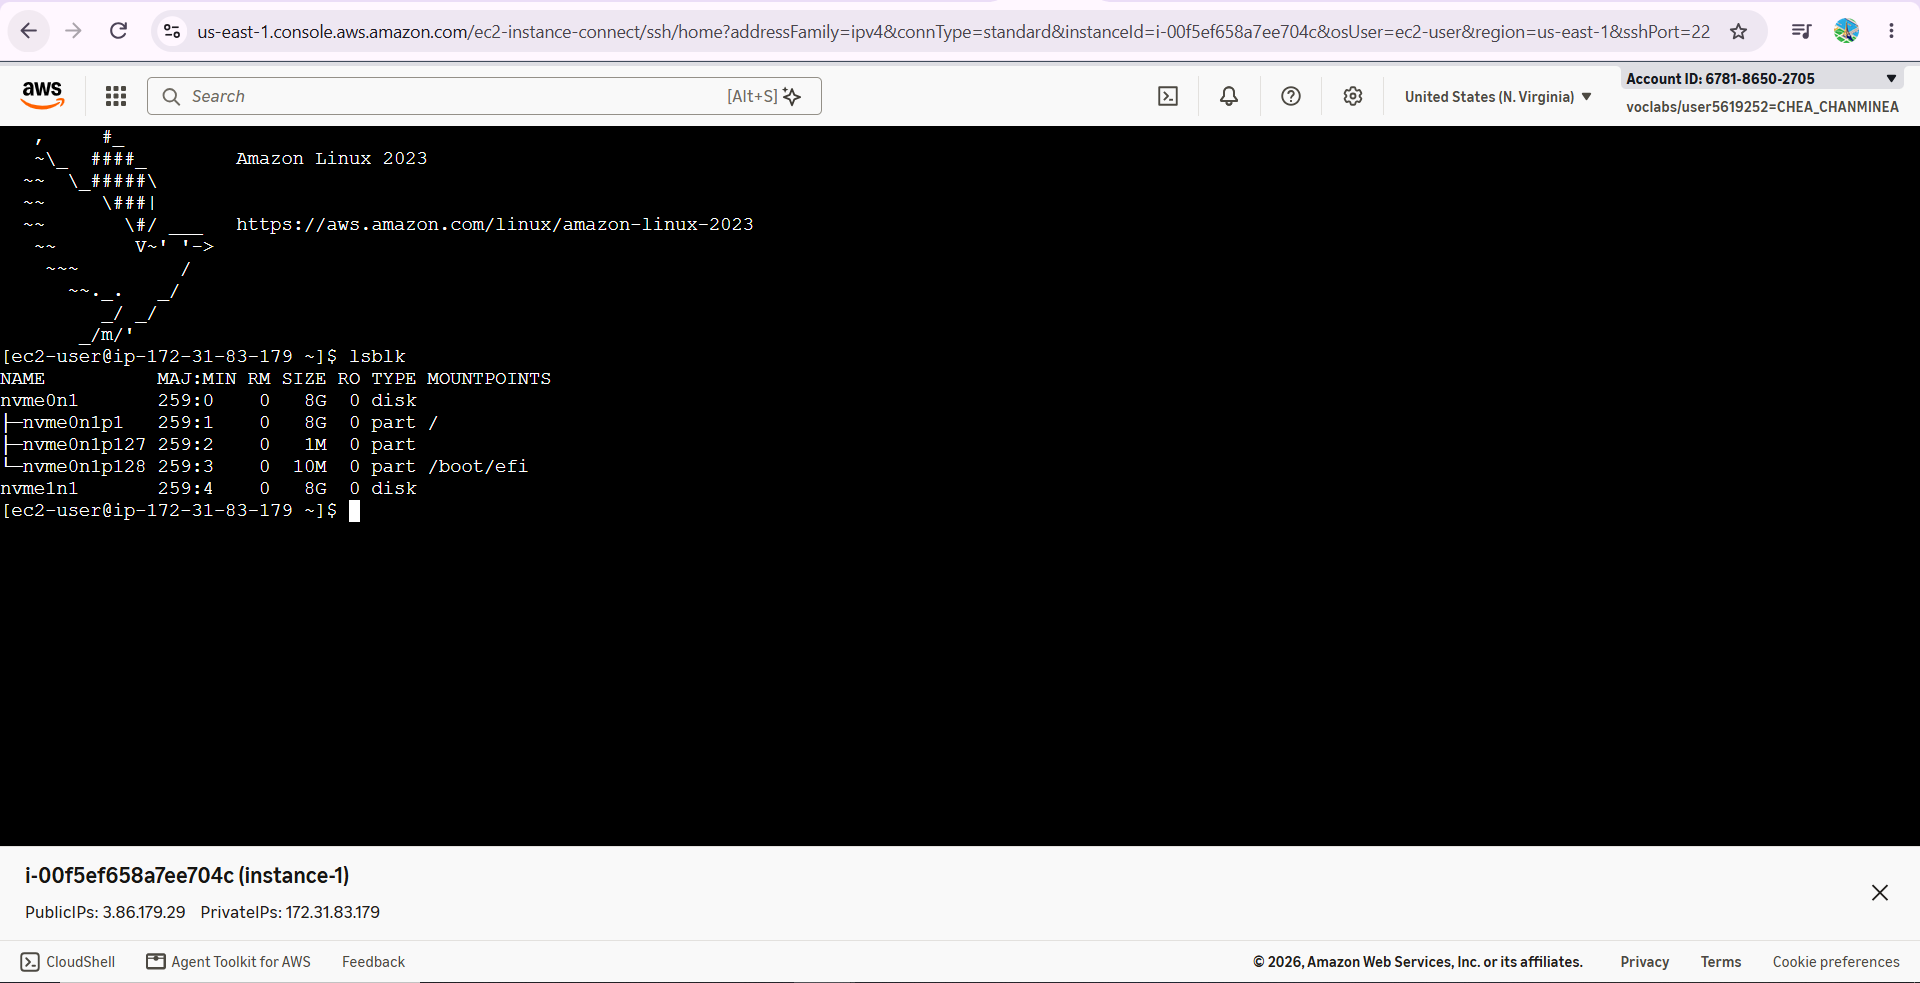 us-east-1.console.aws.amazon.com/ec2-instance-connect/ssh/home?addressFamily=ipv4&connType=standard&instanceId=i-00f5ef658a7ee704c&osUser=ec2-user&region=us-east-1&sshPort=22
aws
Search [Alt+S]
United States (N. Virginia)
Account ID: 6781-8650-2705
voclabs/user5619252=CHEA_CHANMINEA
   ,     #_
   ~\_  ####_        Amazon Linux 2023
  ~~  \_#####\
  ~~     \###|
  ~~       \#/ ___   https://aws.amazon.com/linux/amazon-linux-2023
   ~~       V~' '->
    ~~~         /
      ~~._.   _/
         _/ _/
       _/m/'
[ec2-user@ip-172-31-83-179 ~]$ lsblk
NAME          MAJ:MIN RM SIZE RO TYPE MOUNTPOINTS
nvme0n1       259:0    0   8G  0 disk
├─nvme0n1p1   259:1    0   8G  0 part /
├─nvme0n1p127 259:2    0   1M  0 part
└─nvme0n1p128 259:3    0  10M  0 part /boot/efi
nvme1n1       259:4    0   8G  0 disk
[ec2-user@ip-172-31-83-179 ~]$
i-00f5ef658a7ee704c (instance-1)
PublicIPs: 3.86.179.29 PrivateIPs: 172.31.83.179
CloudShell Agent Toolkit for AWS Feedback © 2026, Amazon Web Services, Inc. or its affiliates. Privacy Terms Cookie preferences